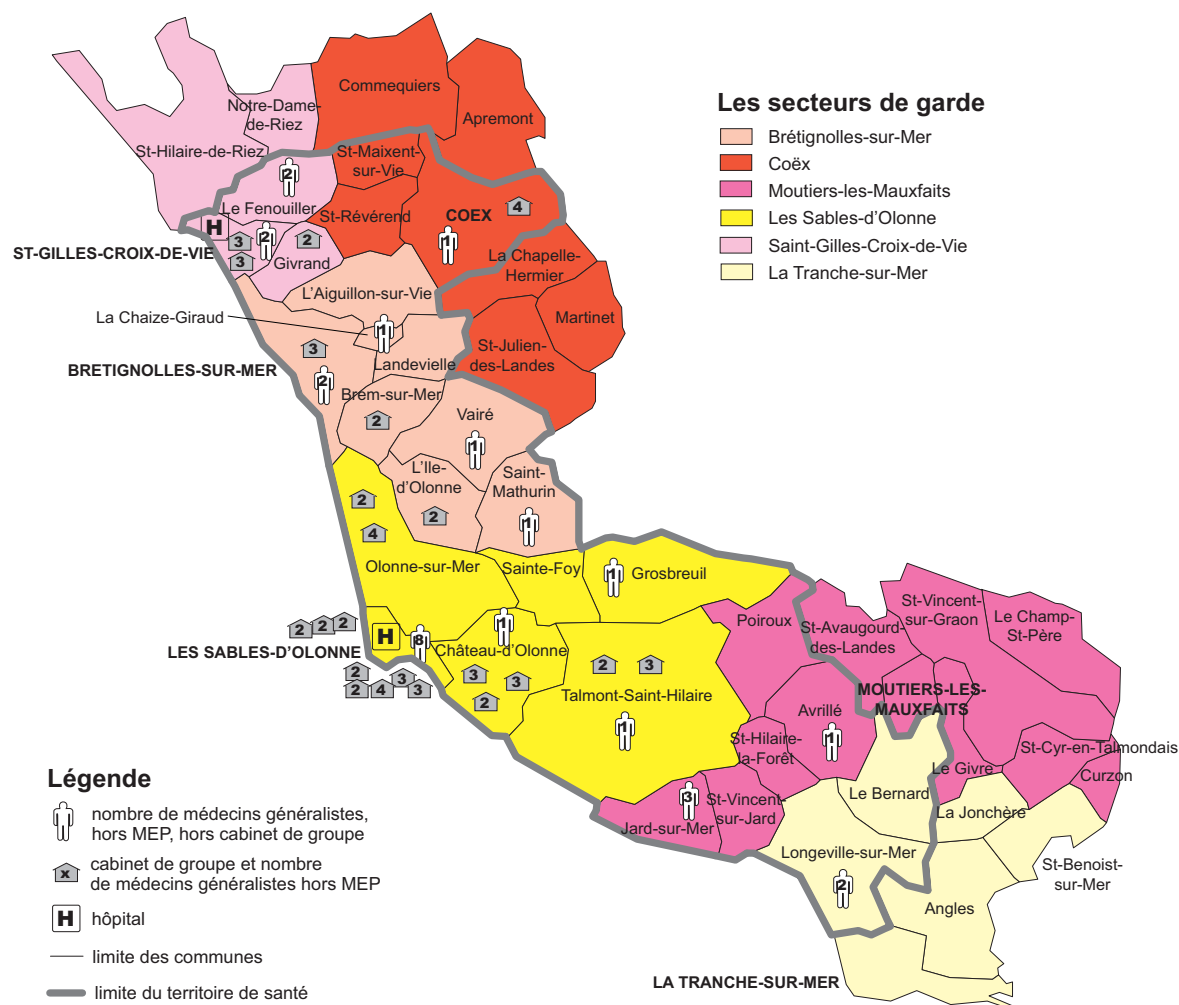 Commequiers
Notre-Dame-
de-Riez
Apremont
St-Hilaire-de-Riez
St-Maixent-
sur-Vie
2
Le Fenouiller
St-Révérend
COEX
4
H
3
2
2
1
ST-GILLES-CROIX-DE-VIE
3
Givrand
La Chapelle-
Hermier
L'Aiguillon-sur-Vie
La Chaize-Giraud
1
Martinet
3
Landevielle
St-Julien-
des-Landes
BRETIGNOLLES-SUR-MER
2
Brem-sur-Mer
2
Vairé
1
L'Ile-
d'Olonne
Saint-
Mathurin
2
4
2
1
Olonne-sur-Mer
Sainte-Foy
1
Grosbreuil
2
2
2
H
8
1
LES SABLES-D'OLONNE
Château-d'Olonne
2
2
4
3
3
3
3
2
2
3
Talmont-Saint-Hilaire
1
Poiroux
St-Avaugourd-
des-Landes
St-Vincent-
sur-Graon
Le Champ-
St-Père
MOUTIERS-LES-
MAUXFAITS
Avrillé
1
St-Hilaire-
la-Forêt
St-Cyr-en-Talmondais
Curzon
Le Givre
3
Jard-sur-Mer
St-Vincent-
sur-Jard
Le Bernard
La Jonchère
Longeville-sur-Mer
2
St-Benoist-
sur-Mer
Angles
LA TRANCHE-SUR-MER
Les secteurs de garde
Brétignolles-sur-Mer
Coëx
Moutiers-les-Mauxfaits
Les Sables-d'Olonne
Saint-Gilles-Croix-de-Vie
La Tranche-sur-Mer
Légende
nombre de médecins généralistes,
hors MEP, hors cabinet de groupe
x
cabinet de groupe et nombre
de médecins généralistes hors MEP
H
hôpital
limite des communes
limite du territoire de santé